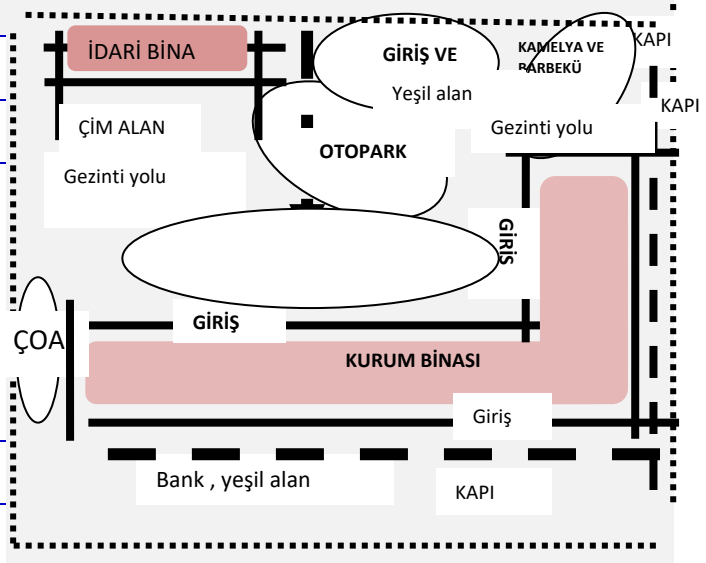 İDARİ BİNA
GİRİŞ VE
KAMELYA VE
BARBEKÜ
KAPI
Yeşil alan
KAPI
ÇİM ALAN
Gezinti yolu
OTOPARK
Gezinti yolu
GİRİŞ
GİRİŞ
ÇOA
KURUM BİNASI
Giriş
Bank , yeşil alan
KAPI